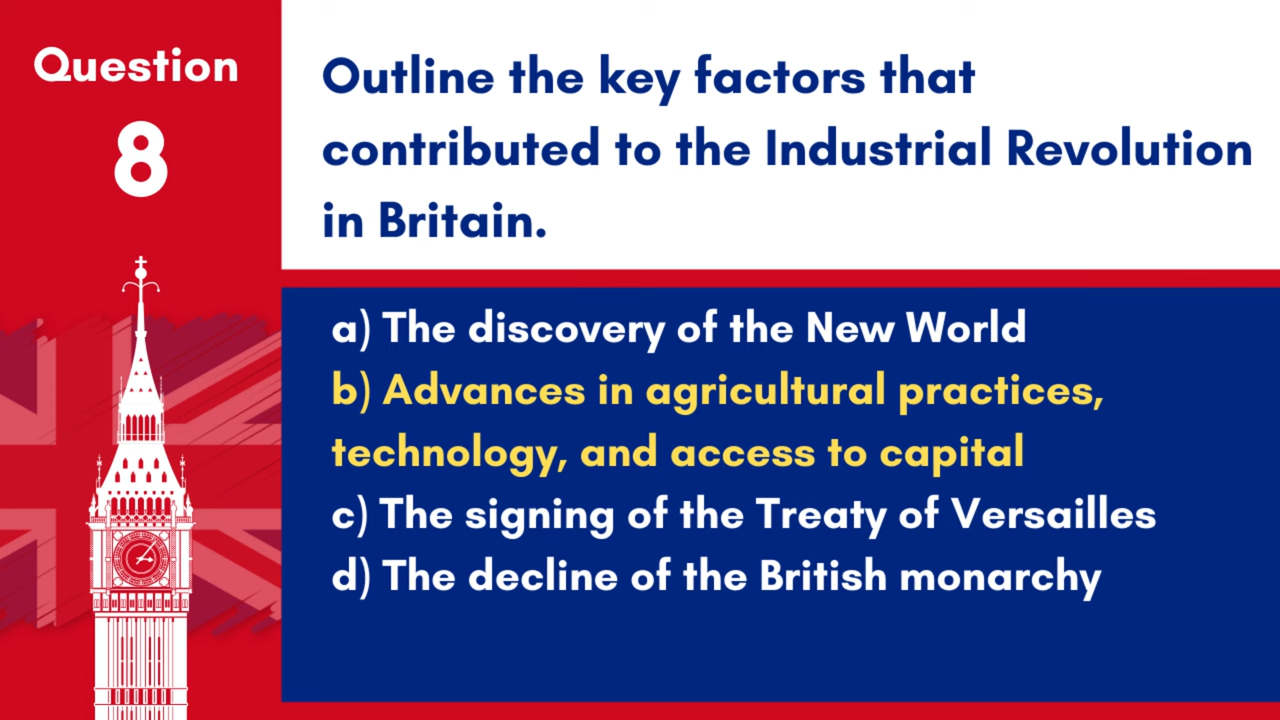 Question
8
Outline the key factors that
contributed to the Industrial Revolution
in Britain.
a) The discovery of the New World
b) Advances in agricultural practices,
technology, and access to capital
c) The signing of the Treaty of Versailles
d) The decline of the British monarchy